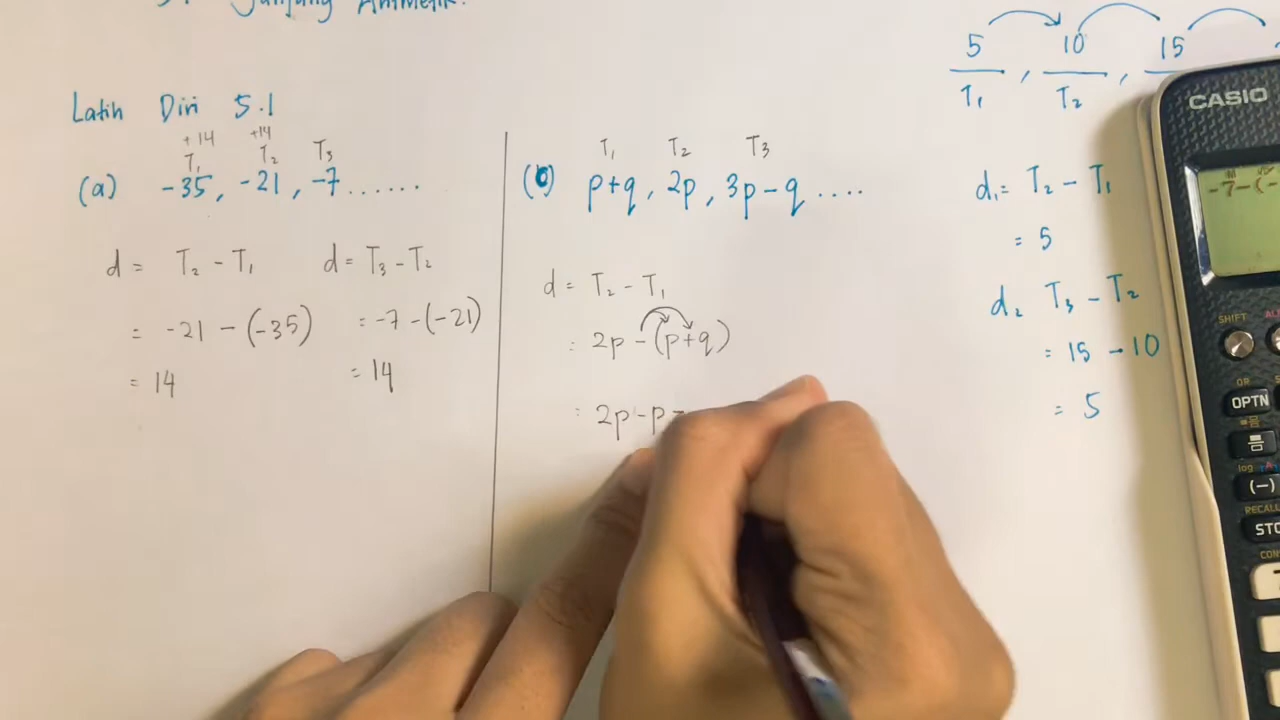 Latih Diri 5.1
+14 +14
T₁ T₂ T₃
(a) -35, -21, -7......
d = T₂ - T₁
= -21 - (-35)
= 14
d = T₃ - T₂
= -7 - (-21)
= 14
T₁ T₂ T₃
(b) p+q, 2p, 3p-q ....
d = T₂ - T₁
= 2p - (p+q)
= 2p - p -
5, 10, 15
T₁ T₂
d₁ = T₂ - T₁
= 5
d₂ T₃ - T₂
= 15 - 10
= 5
CASIO
SHIFT
OPTN
(−)